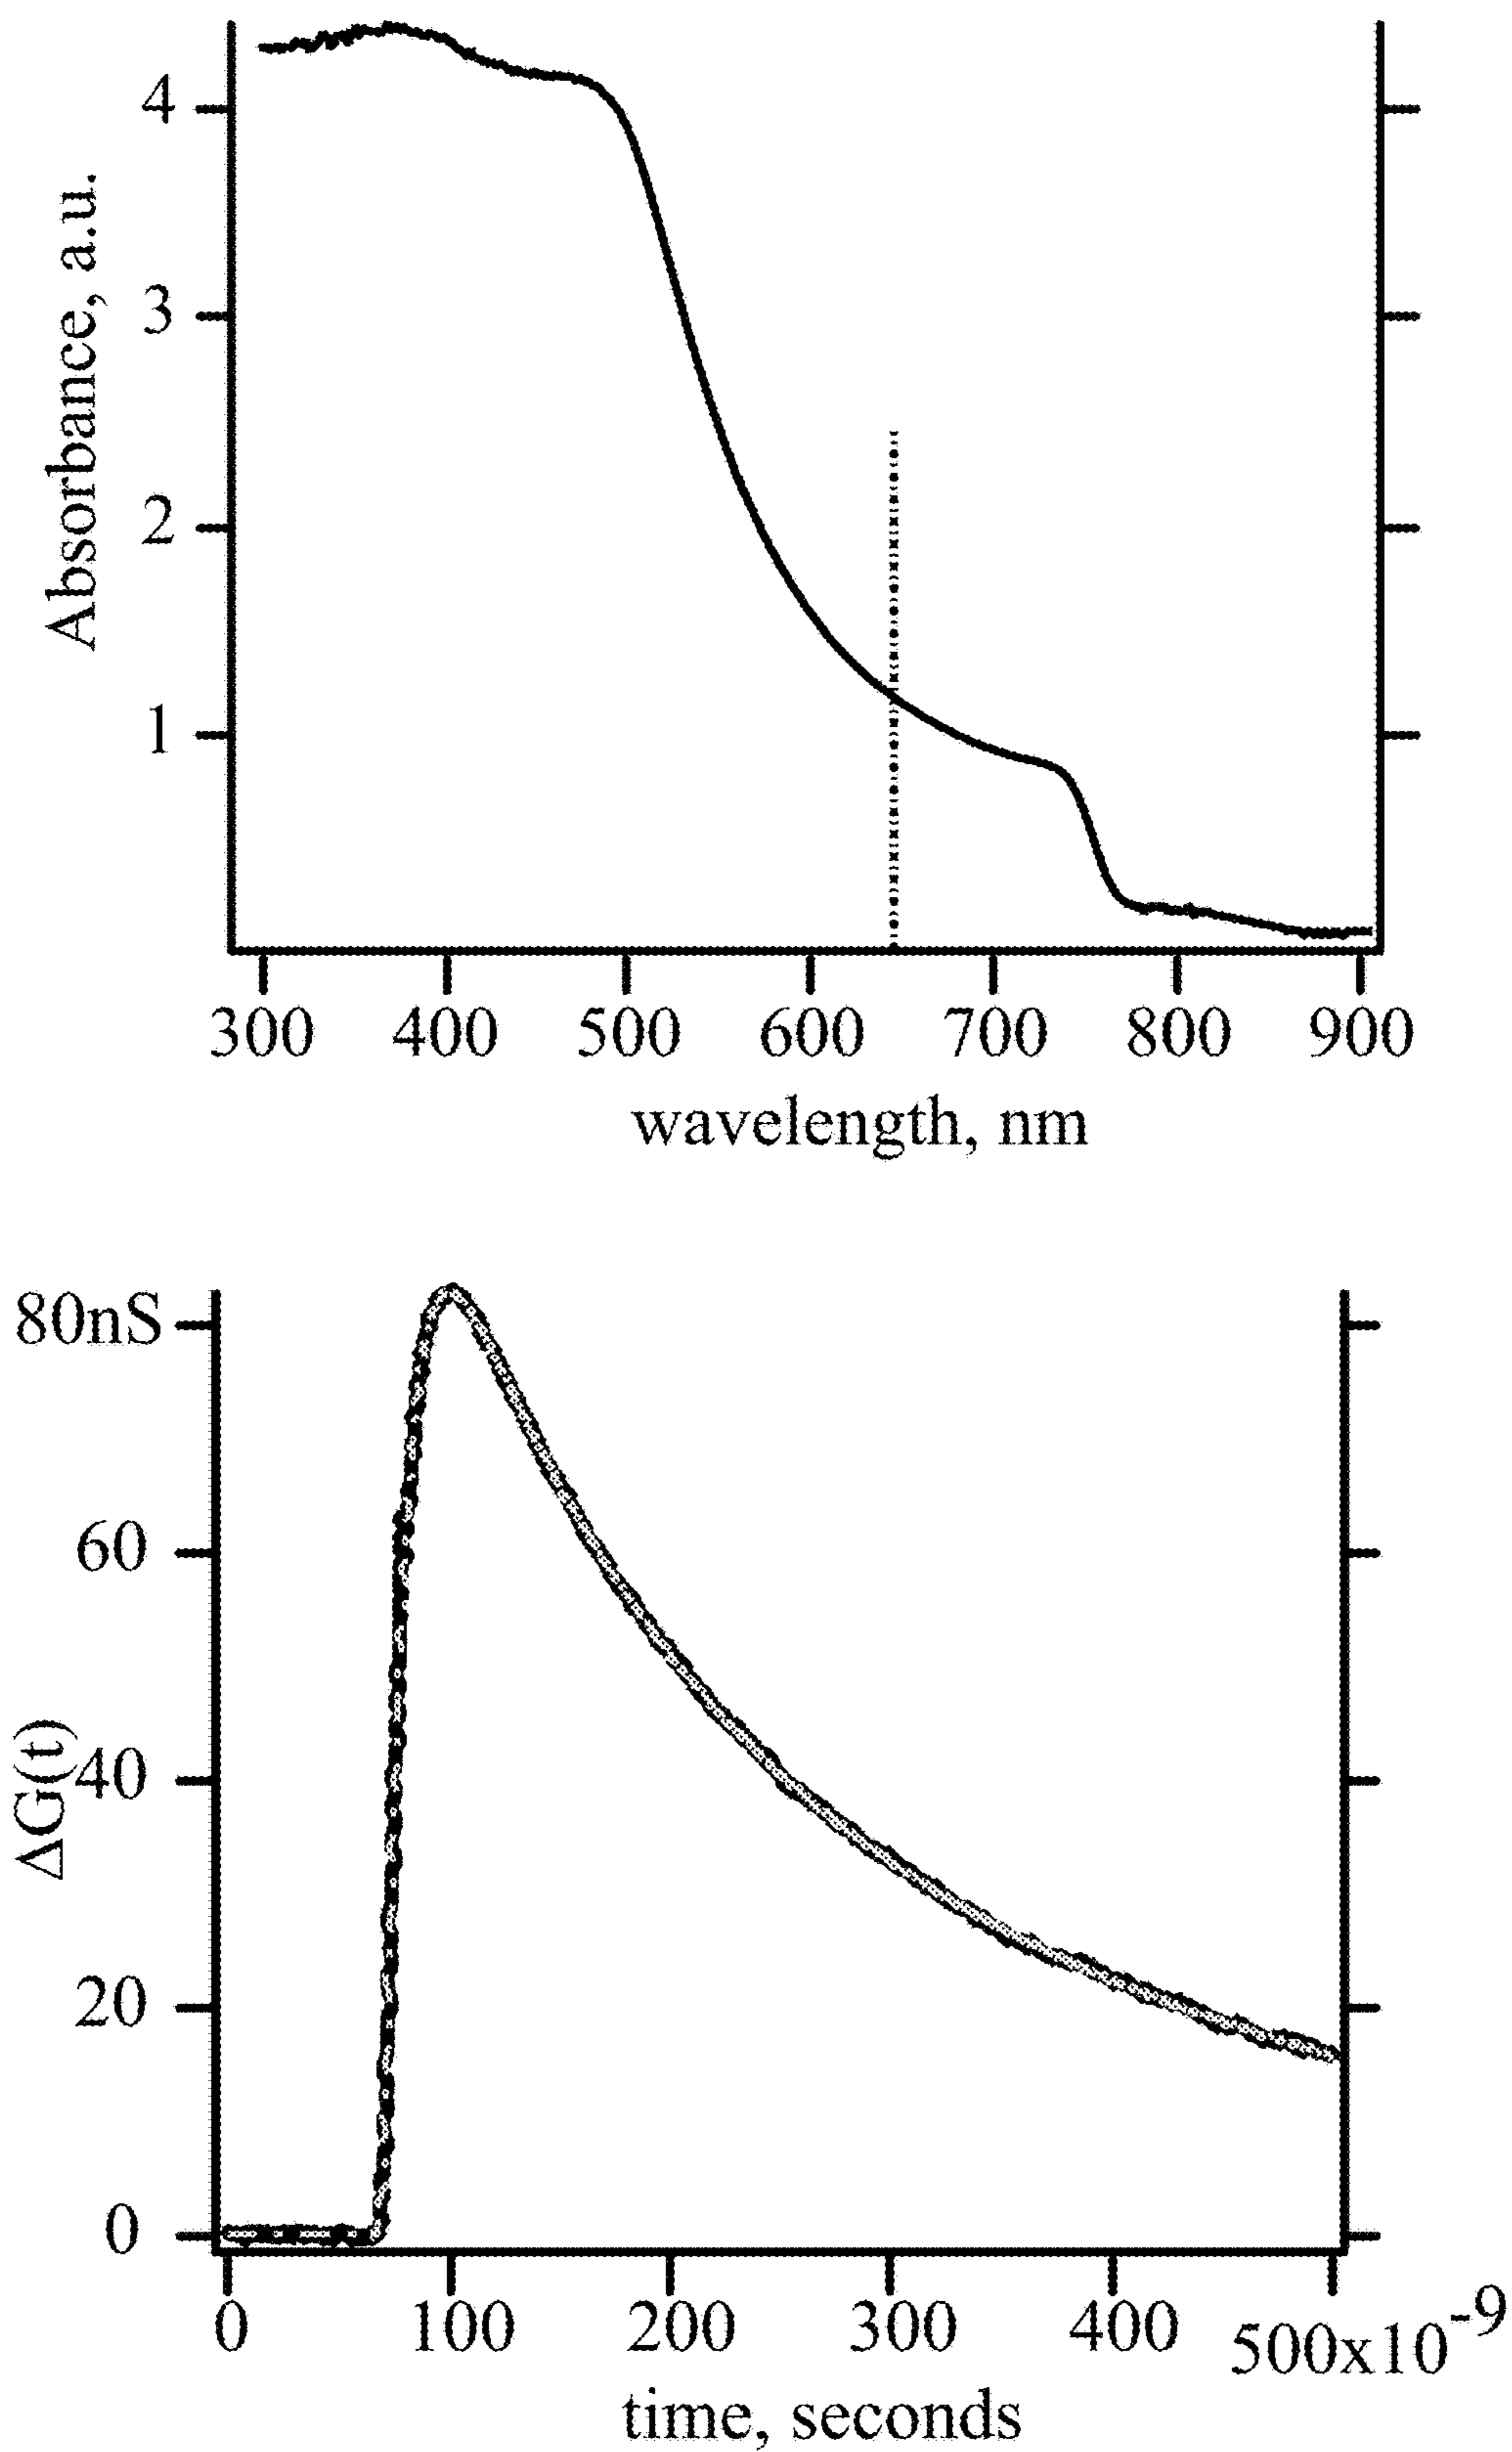 Absorbance, a.u.
4
3
2
1
300 400 500 600 700 800 900
wavelength, nm
ΔG(t)
80nS
60
40
20
0
0 100 200 300 400 500x10⁻⁹
time, seconds